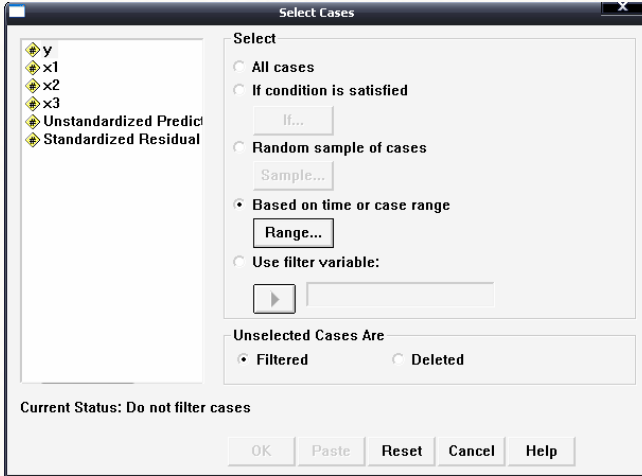 Select Cases
X
y
x1
x2
x3
Unstandardized Predict
Standardized Residual
Select
All cases
If condition is satisfied
If...
Random sample of cases
Sample...
Based on time or case range
Range...
Use filter variable:
Unselected Cases Are
Filtered Deleted
Current Status: Do not filter cases
OK Paste Reset Cancel Help